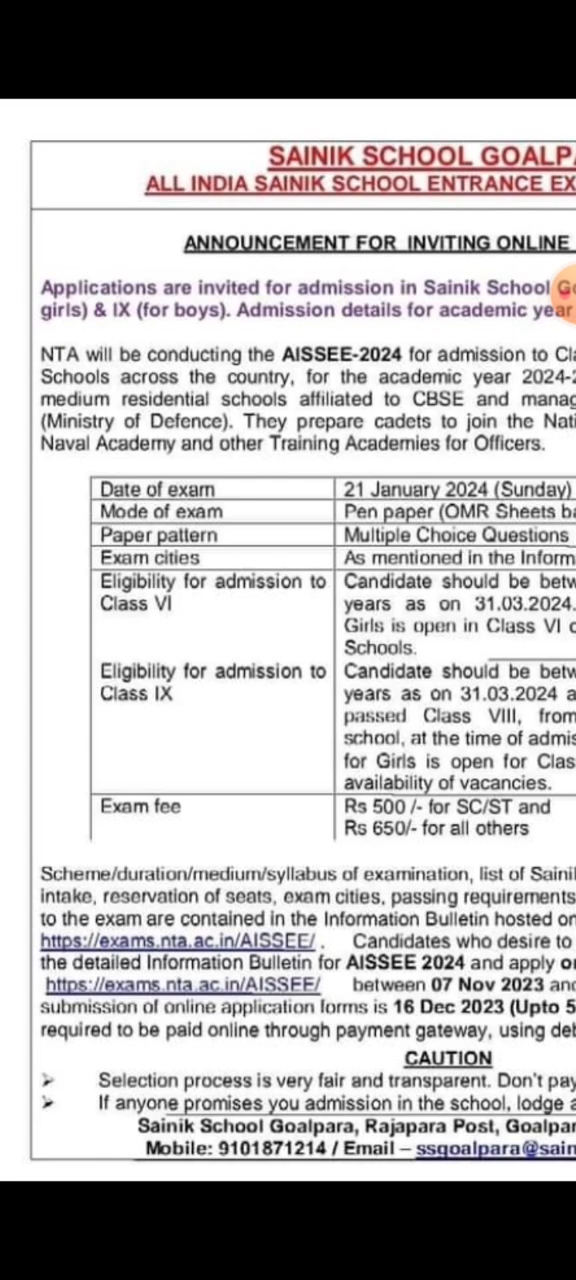 SAINIK SCHOOL GOALPA
ALL INDIA SAINIK SCHOOL ENTRANCE EX
ANNOUNCEMENT FOR INVITING ONLINE
Applications are invited for admission in Sainik School Go
girls) & IX (for boys). Admission details for academic year
NTA will be conducting the AISSEE-2024 for admission to Cla
Schools across the country, for the academic year 2024-2
medium residential schools affiliated to CBSE and manag
(Ministry of Defence). They prepare cadets to join the Nati
Naval Academy and other Training Academies for Officers.
Date of exam 21 January 2024 (Sunday)
Mode of exam Pen paper (OMR Sheets ba
Paper pattern Multiple Choice Questions
Exam cities As mentioned in the Inform
Eligibility for admission to Candidate should be betw
Class VI years as on 31.03.2024.
Girls is open in Class VI o
Schools.
Eligibility for admission to Candidate should be betw
Class IX years as on 31.03.2024 a
passed Class VIII, from
school, at the time of admis
for Girls is open for Clas
availability of vacancies.
Exam fee Rs 500 /- for SC/ST and
Rs 650/- for all others
Scheme/duration/medium/syllabus of examination, list of Sainil
intake, reservation of seats, exam cities, passing requirements
to the exam are contained in the Information Bulletin hosted on
https://exams.nta.ac.in/AISSEE/ . Candidates who desire to
the detailed Information Bulletin for AISSEE 2024 and apply or
https://exams.nta.ac.in/AISSEE/ between 07 Nov 2023 and
submission of online application forms is 16 Dec 2023 (Upto 5
required to be paid online through payment gateway, using deb
CAUTION
➢ Selection process is very fair and transparent. Don't pay
➢ If anyone promises you admission in the school, lodge a
Sainik School Goalpara, Rajapara Post, Goalpar
Mobile: 9101871214 / Email – ssgoalpara@sain